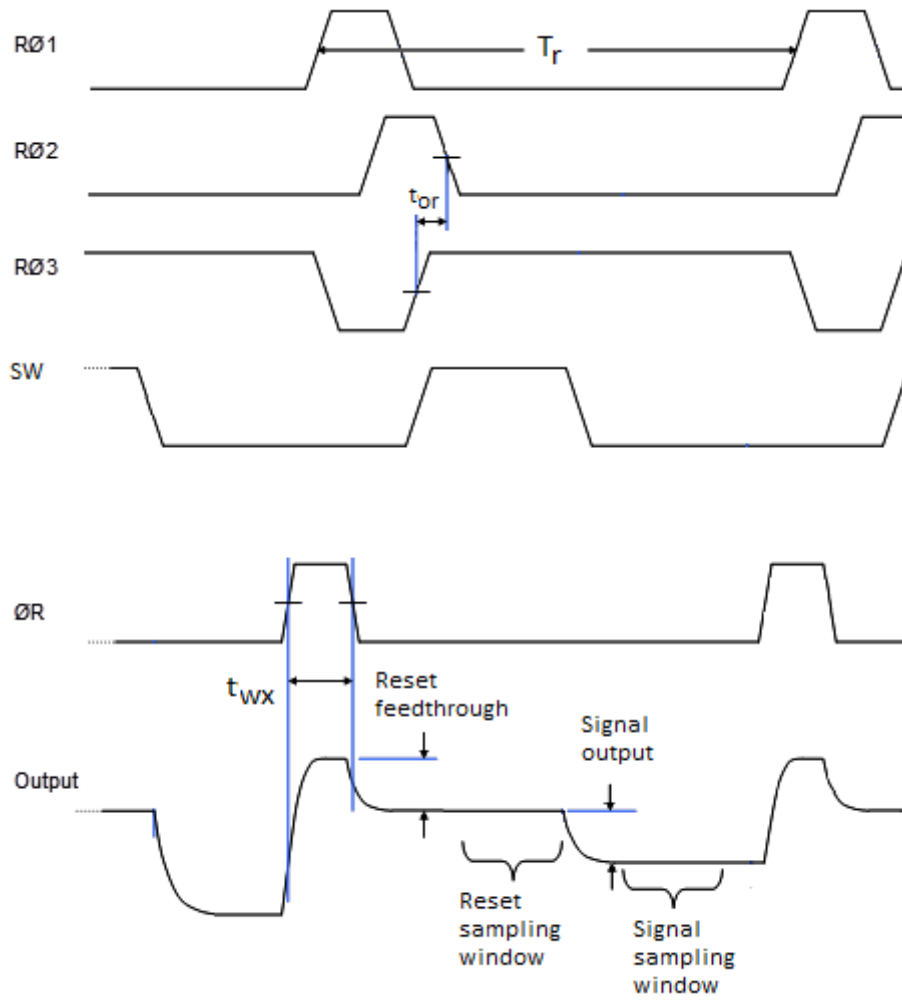 RØ1
Tr
RØ2
tor
RØ3
SW
ØR
twx
Reset
feedthrough
Signal
output
Output
Reset
sampling
window
Signal
sampling
window